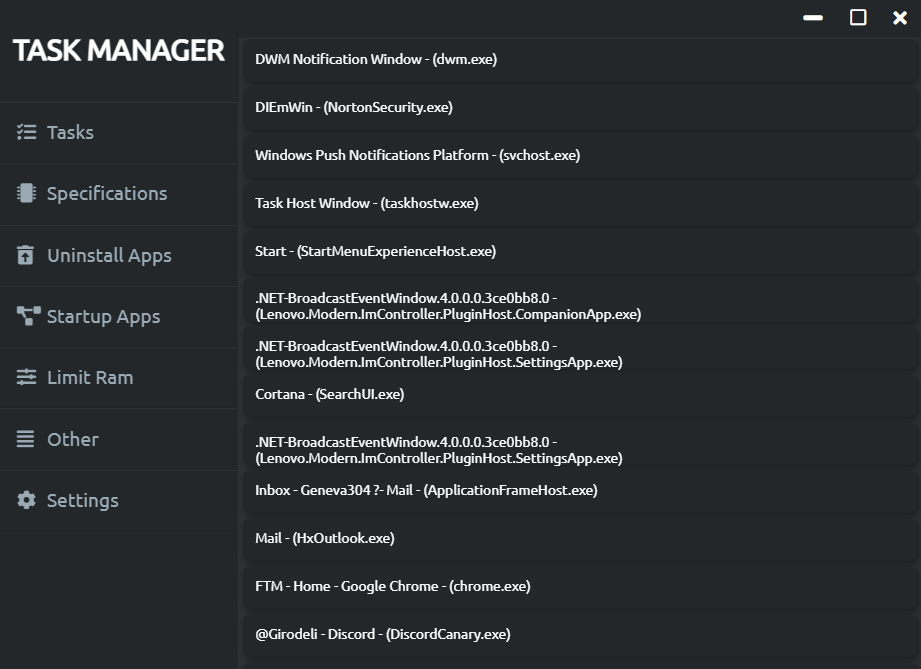 TASK MANAGER
Tasks
Specifications
Uninstall Apps
Startup Apps
Limit Ram
Other
Settings
DWM Notification Window - (dwm.exe)
DIEmWin - (NortonSecurity.exe)
Windows Push Notifications Platform - (svchost.exe)
Task Host Window - (taskhostw.exe)
Start - (StartMenuExperienceHost.exe)
.NET-BroadcastEventWindow.4.0.0.0.3ce0bb8.0 -
(Lenovo.Modern.ImController.PluginHost.CompanionApp.exe)
.NET-BroadcastEventWindow.4.0.0.0.3ce0bb8.0 -
(Lenovo.Modern.ImController.PluginHost.SettingsApp.exe)
Cortana - (SearchUI.exe)
.NET-BroadcastEventWindow.4.0.0.0.3ce0bb8.0 -
(Lenovo.Modern.ImController.PluginHost.SettingsApp.exe)
Inbox - Geneva304 ?- Mail - (ApplicationFrameHost.exe)
Mail - (HxOutlook.exe)
FTM - Home - Google Chrome - (chrome.exe)
@Girodeli - Discord - (DiscordCanary.exe)